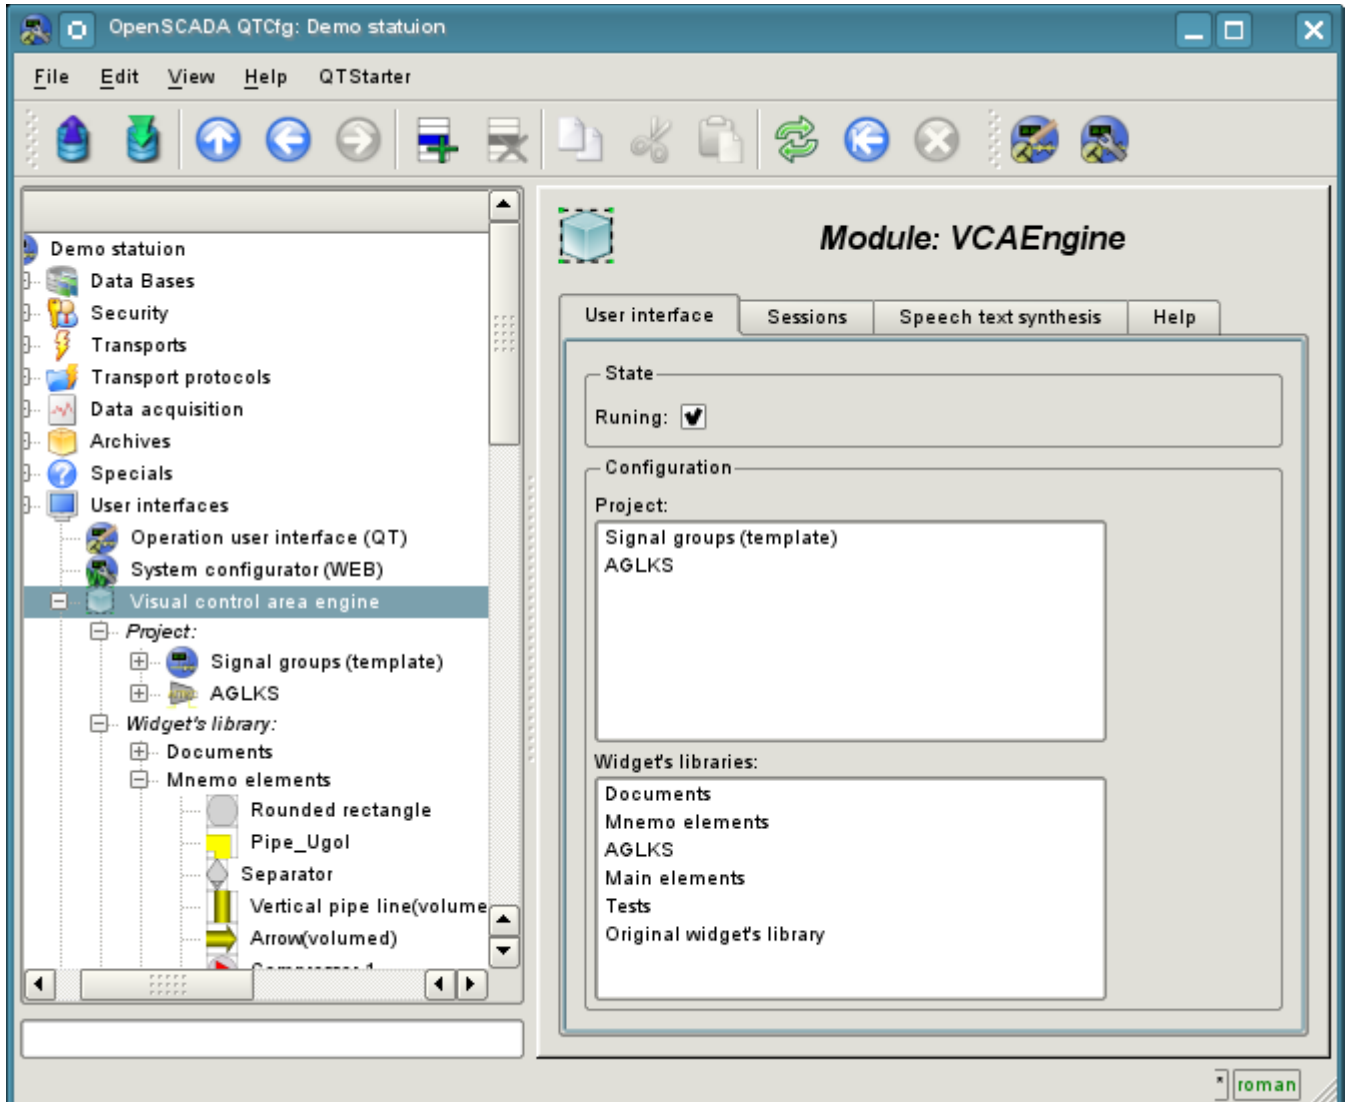 OpenSCADA QTCfg: Demo statuion
File Edit View Help QTStarter
Demo statuion
Data Bases
Security
Transports
Transport protocols
Data acquisition
Archives
Specials
User interfaces
Operation user interface (QT)
System configurator (WEB)
Visual control area engine
Project:
Signal groups (template)
AGLKS
Widget's library:
Documents
Mnemo elements
Rounded rectangle
Pipe_Ugol
Separator
Vertical pipe line(volume
Arrow(volumed)
Module: VCAEngine
User interface Sessions Speech text synthesis Help
State
Runing:
Configuration
Project:
Signal groups (template)
AGLKS
Widget's libraries:
Documents
Mnemo elements
AGLKS
Main elements
Tests
Original widget's library
* roman